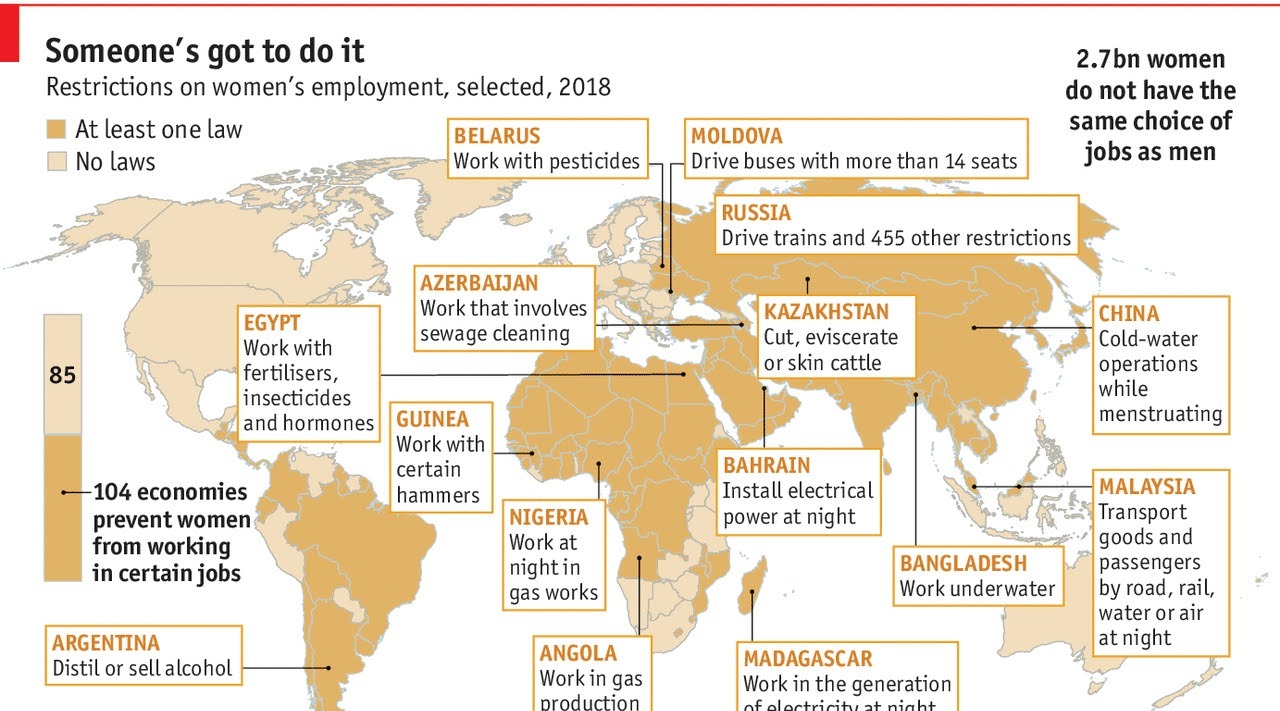 Someone's got to do it
Restrictions on women's employment, selected, 2018
At least one law
No laws
2.7bn women
do not have the
same choice of
jobs as men
BELARUS
Work with pesticides
MOLDOVA
Drive buses with more than 14 seats
RUSSIA
Drive trains and 455 other restrictions
AZERBAIJAN
Work that involves
sewage cleaning
KAZAKHSTAN
Cut, eviscerate
or skin cattle
CHINA
Cold-water
operations
while
menstruating
EGYPT
Work with
fertilisers,
insecticides
and hormones
85
104 economies
prevent women
from working
in certain jobs
GUINEA
Work with
certain
hammers
NIGERIA
Work at
night in
gas works
BAHRAIN
Install electrical
power at night
MALAYSIA
Transport
goods and
passengers
by road, rail,
water or air
at night
BANGLADESH
Work underwater
ARGENTINA
Distil or sell alcohol
ANGOLA
Work in gas
production
MADAGASCAR
Work in the generation
of electricity at night